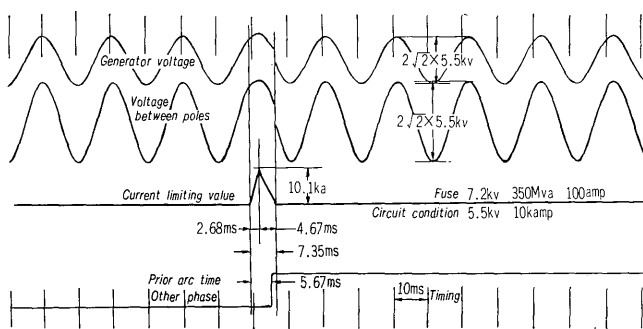 Generator voltage
2√2×5.5kv
Voltage
between poles
2√2×5.5kv
10.1ka
Current limiting value
Fuse 7.2kv 350Mva 100amp
Circuit condition 5.5kv 10kamp
2.68ms
4.67ms
7.35ms
Prior arc time
5.67ms
Other phase
10ms
Timing